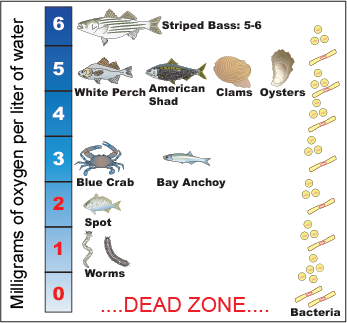 Milligrams of oxygen per liter of water
6
Striped Bass: 5-6
5
White Perch
American
Shad
Clams
Oysters
4
3
Blue Crab
Bay Anchoy
2
Spot
1
Worms
0
....DEAD ZONE....
Bacteria